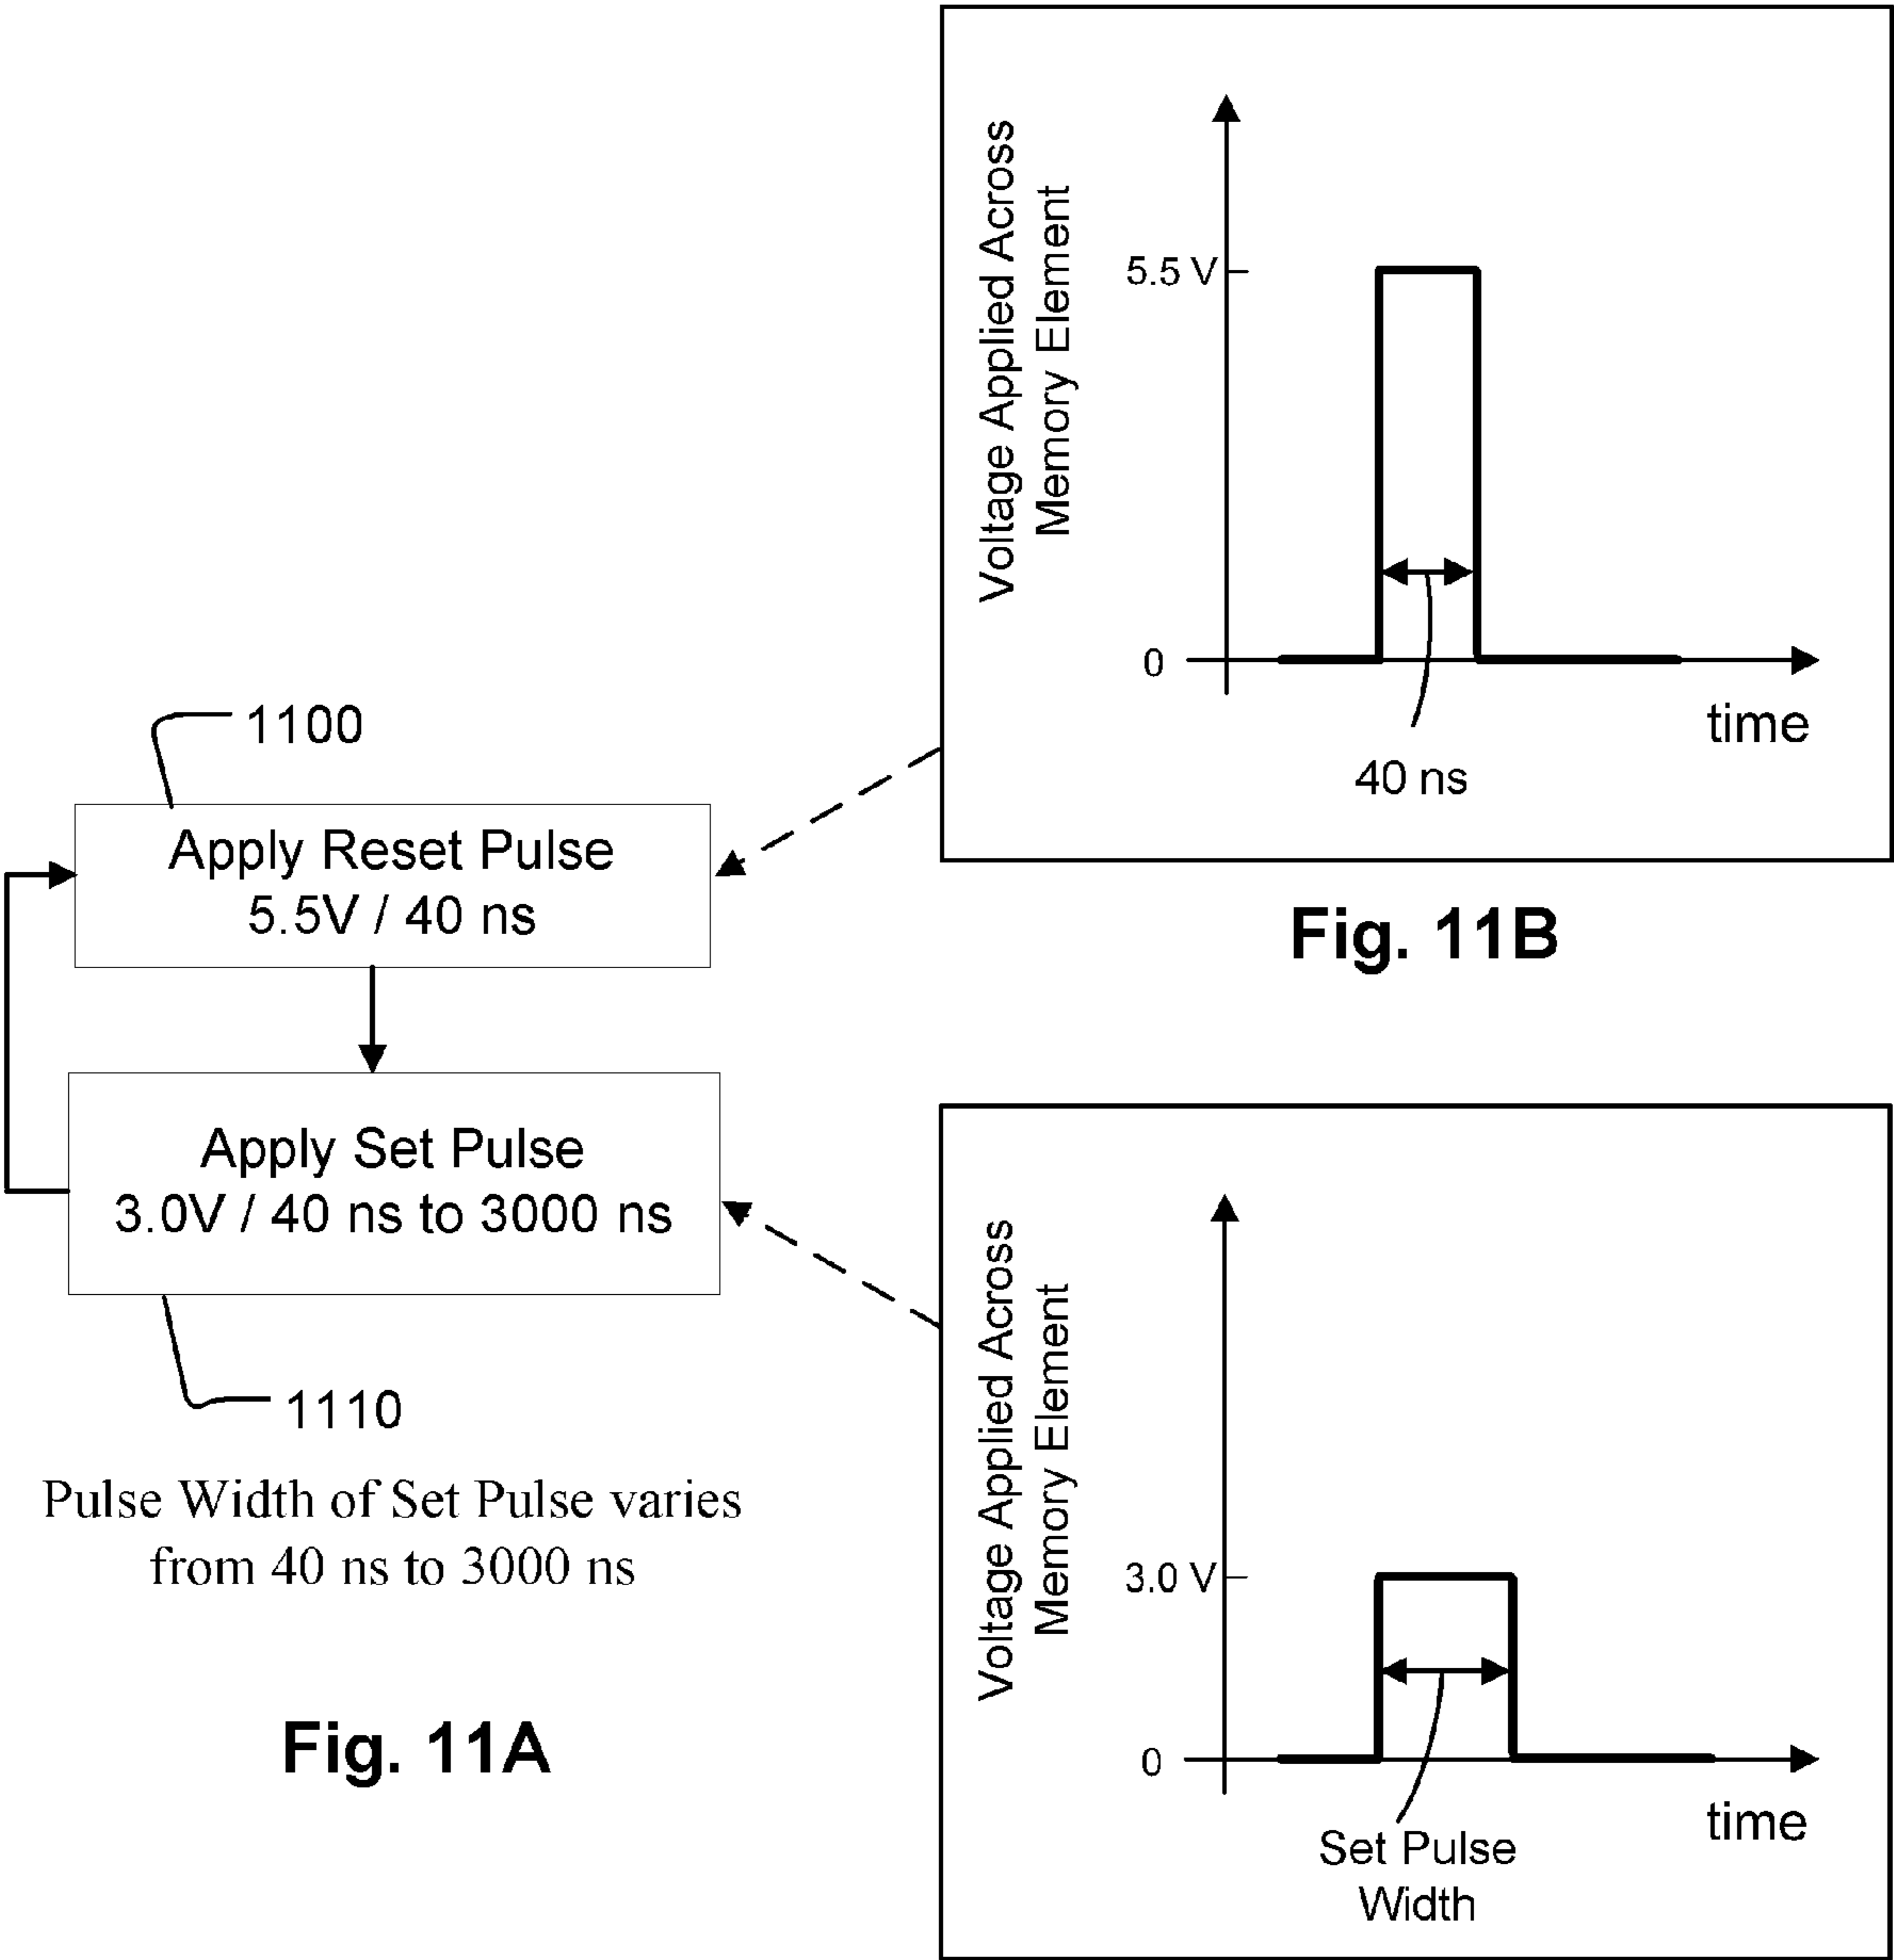 Voltage Applied Across
Memory Element
5.5 V
0
time
40 ns
Fig. 11B
1100
Apply Reset Pulse
5.5V / 40 ns
Apply Set Pulse
3.0V / 40 ns to 3000 ns
1110
Pulse Width of Set Pulse varies
from 40 ns to 3000 ns
Fig. 11A
Voltage Applied Across
Memory Element
3.0 V
0
time
Set Pulse
Width